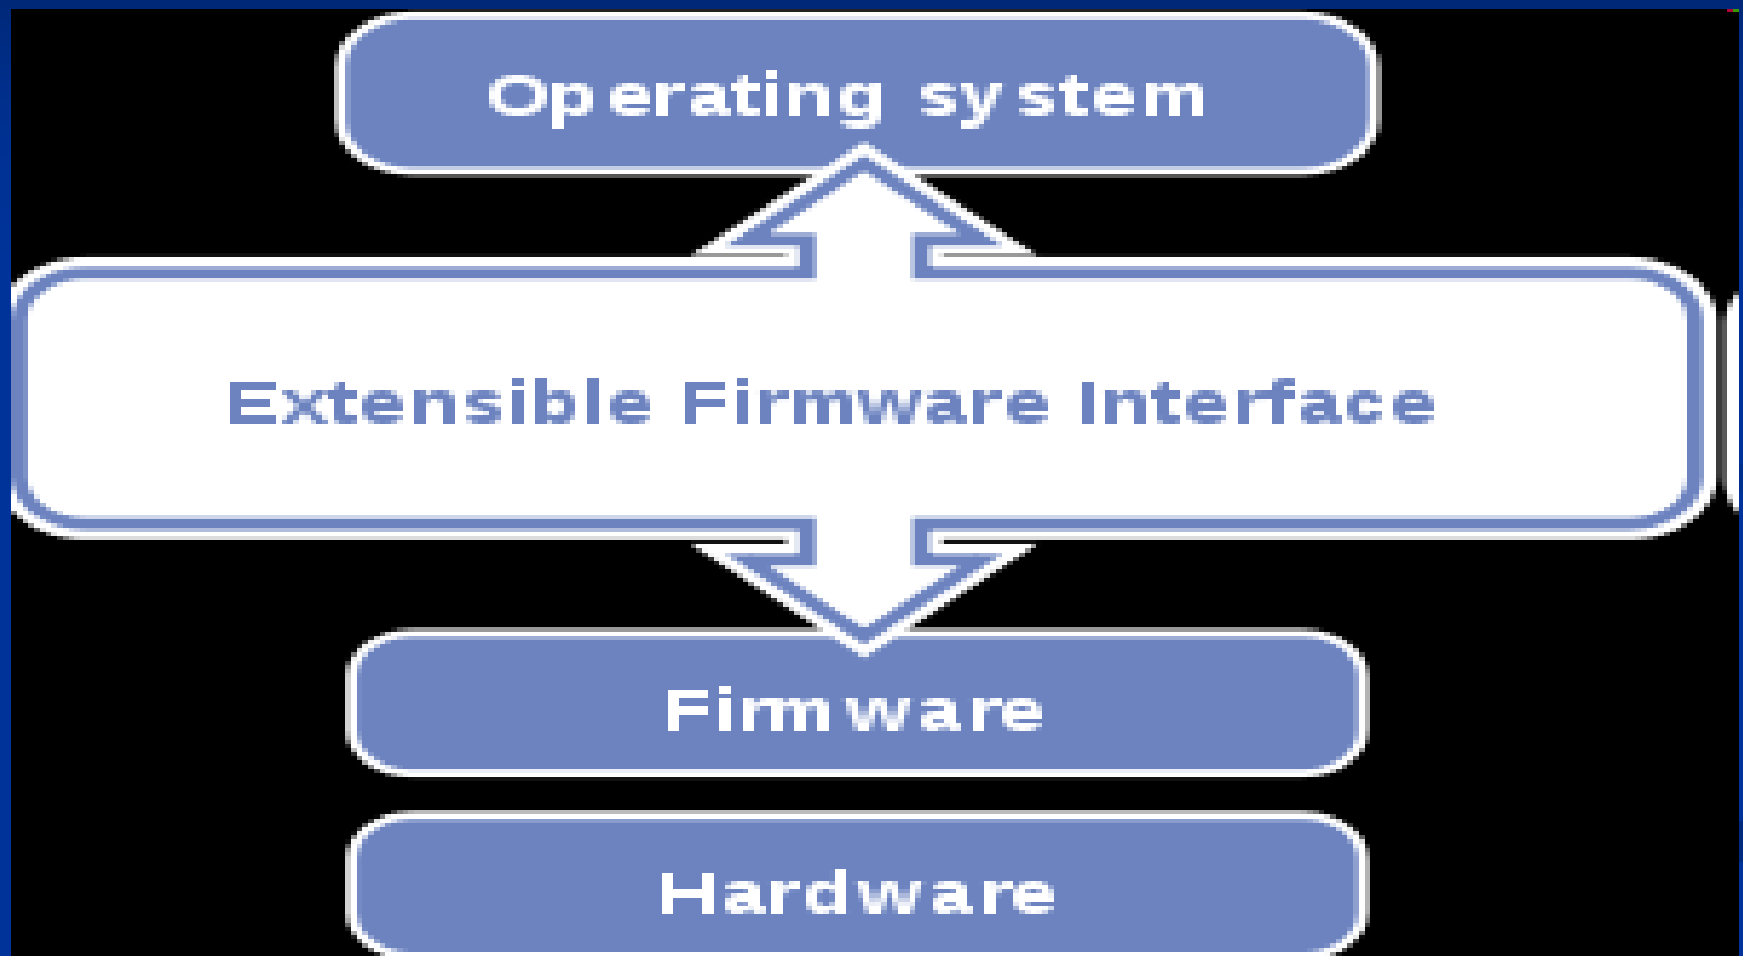 Operating system
Extensible Firmware Interface
Firmware
Hardware